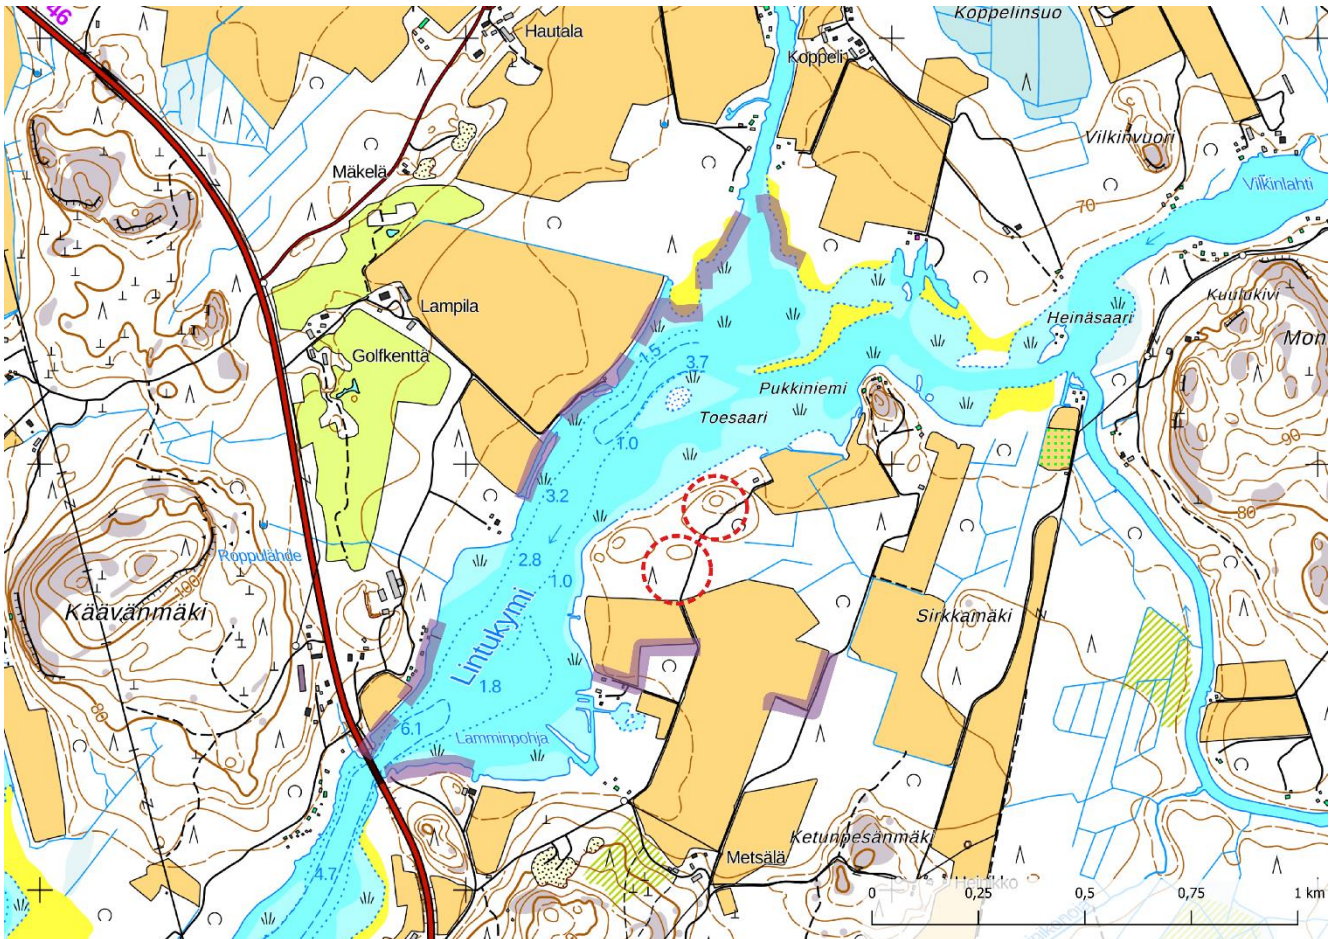 46
Hautala
Koppelinsuo
Koppeli
Vilkinvuori
Mäkelä
Vilkinlahti
70
Kuulukivi
Lampila
Heinäsaari
Mon
Golfkenttä
1.5
3.7
Pukkiniemi
Toesaari
1.0
90
3.2
80
Roppulähde
2.8
100
1.0
Käävänmäki
Sirkkamäki
Lintukymi
1.8
80
6.1
Lamminpohja
Ketunpesänmäki
Metsälä
4.7
Heinikko
0
0,25
0,5
0,75
1 km